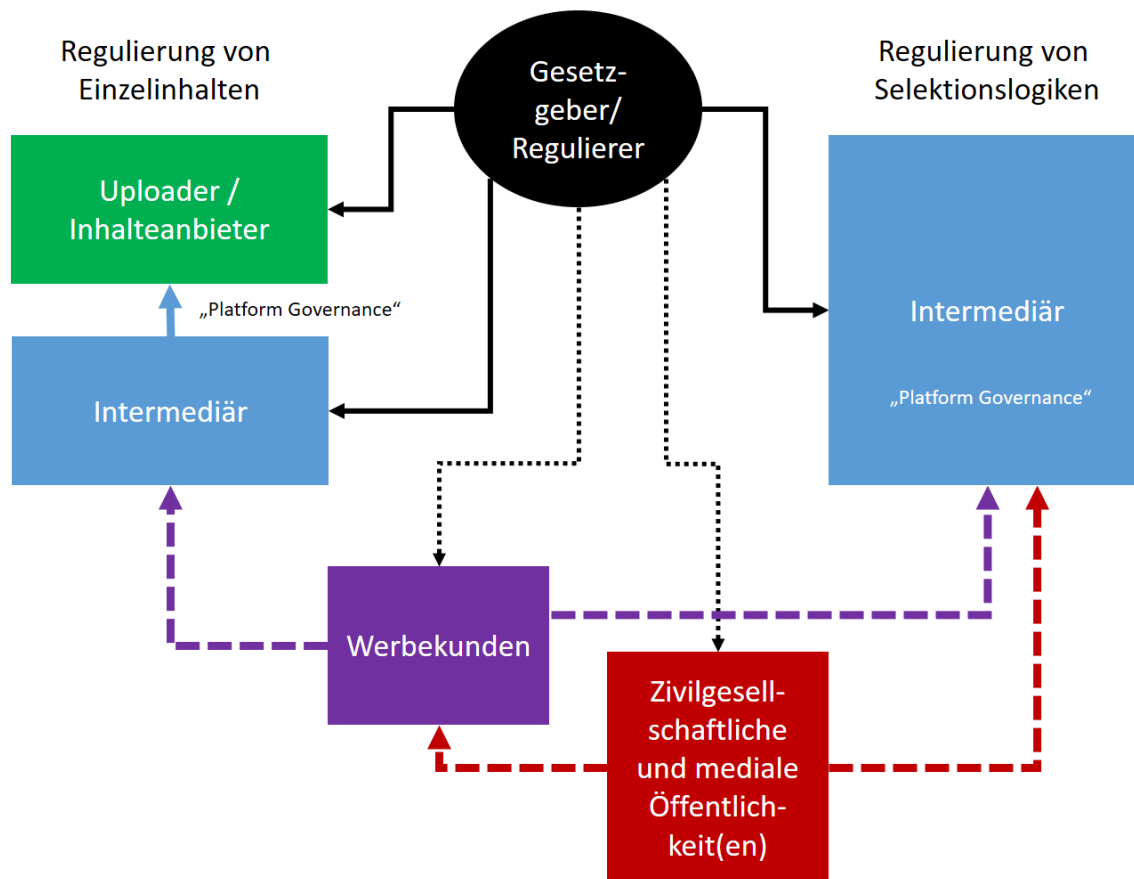 Regulierung von
Einzelinhalten
Gesetz-
geber/
Regulierer
Regulierung von
Selektionslogiken
Uploader /
Inhalteanbieter
„Platform Governance“
Intermediär
Intermediär
„Platform Governance“
Werbekunden
Zivilgesell-
schaftliche
und mediale
Öffentlich-
keit(en)